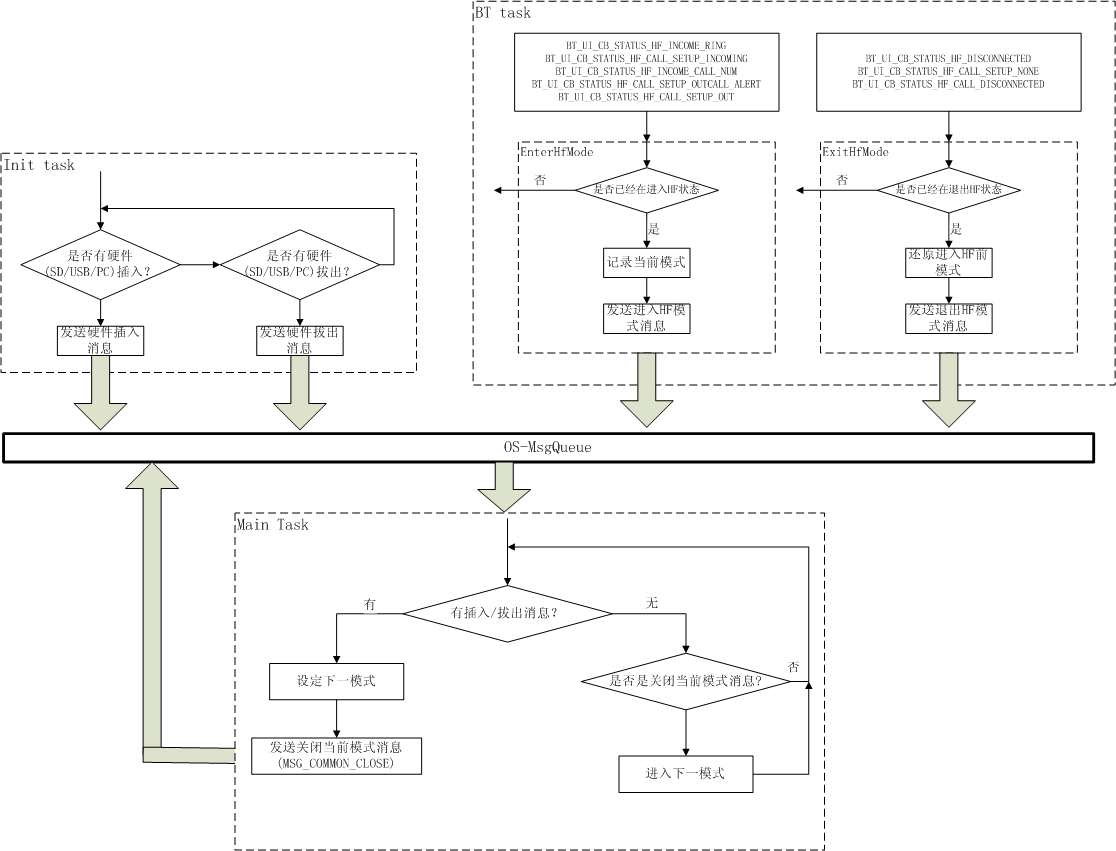 BT task
BT_UI_CB_STATUS_HF_INCOME_RING
BT_UI_CB_STATUS_HF_CALL_SETUP_INCOMING
BT_UI_CB_STATUS_HF_INCOME_CALL_NUM
BT_UI_CB_STATUS_HF_CALL_SETUP_OUTCALL_ALERT
BT_UI_CB_STATUS_HF_CALL_SETUP_OUT
BT_UI_CB_STATUS_HF_DISCONNECTED
BT_UI_CB_STATUS_HF_CALL_SETUP_NONE
BT_UI_CB_STATUS_HF_CALL_DISCONNECTED
EnterHfMode
否
是否已经在进入HF状态
是
记录当前模式
发送进入HF模
式消息
ExitHfMode
否
是否已经在退出HF状态
是
还原进入HF前
模式
发送退出HF模
式消息
Init task
是否有硬件
(SD/USB/PC)插入?
是否有硬件
(SD/USB/PC)拔出?
发送硬件插入
消息
发送硬件拔出
消息
OS-MsgQueue
Main Task
有插入/拔出消息?
有
无
设定下一模式
发送关闭当前模式消息
(MSG_COMMON_CLOSE)
是否是关闭当前模式消息?
否
进入下一模式